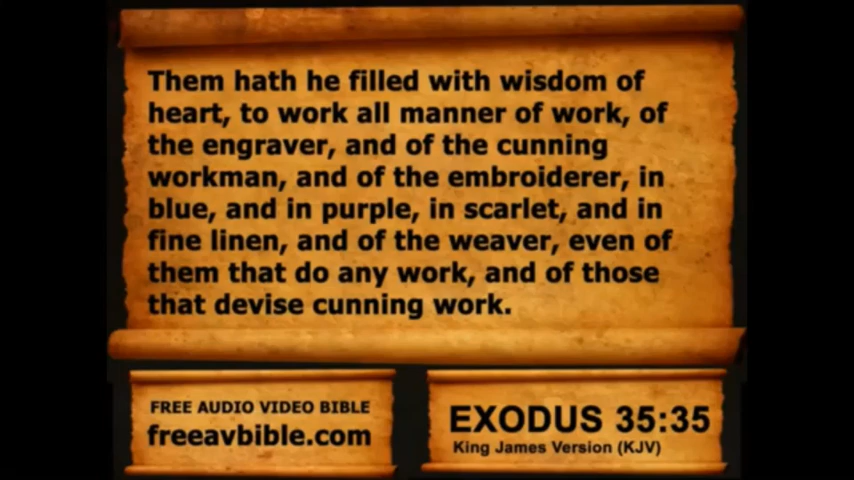 Them hath he filled with wisdom of
heart, to work all manner of work, of
the engraver, and of the cunning
workman, and of the embroiderer, in
blue, and in purple, in scarlet, and in
fine linen, and of the weaver, even of
them that do any work, and of those
that devise cunning work.
FREE AUDIO VIDEO BIBLE
freeavbible.com
EXODUS 35:35
King James Version (KJV)